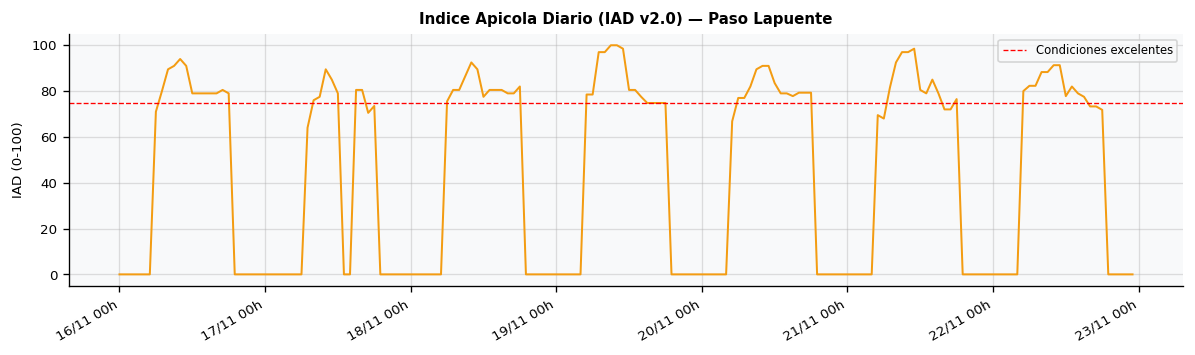 Indice Apicola Diario (IAD v2.0) — Paso Lapuente
Condiciones excelentes
IAD (0-100)
100
80
60
40
20
0
16/11 00h
17/11 00h
18/11 00h
19/11 00h
20/11 00h
21/11 00h
22/11 00h
23/11 00h